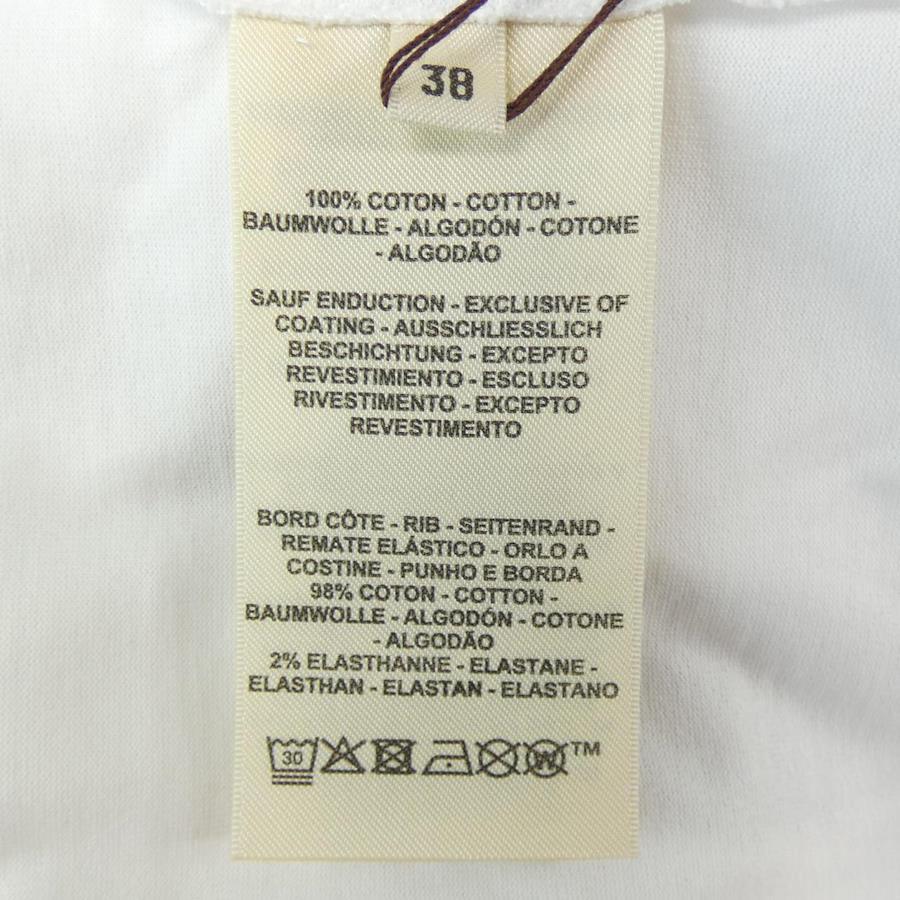 38
100% COTON - COTTON -
BAUMWOLLE - ALGODÓN - COTONE
- ALGODÃO
SAUF ENDUCTION - EXCLUSIVE OF
COATING - AUSSCHLIESSLICH
BESCHICHTUNG - EXCEPTO
REVESTIMIENTO - ESCLUSO
RIVESTIMENTO - EXCEPTO
REVESTIMENTO
BORD CÔTE - RIB - SEITENRAND -
REMATE ELÁSTICO - ORLO A
COSTINE - PUNHO E BORDA
98% COTON - COTTON -
BAUMWOLLE - ALGODÓN - COTONE
- ALGODÃO
2% ELASTHANNE - ELASTANE -
ELASTHAN - ELASTAN - ELASTANO
30 W TM